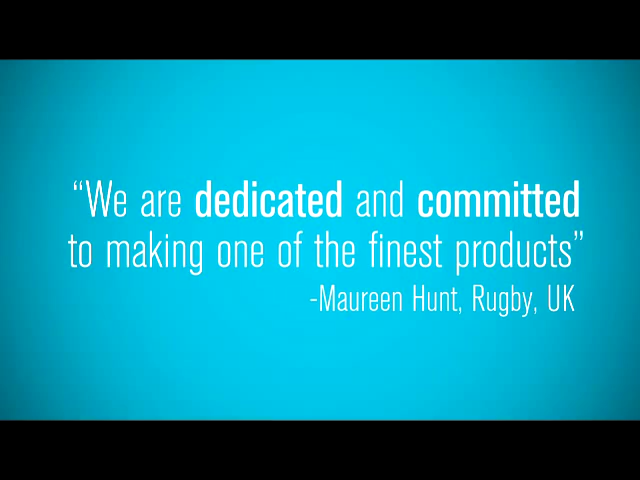 “We are dedicated and committed
to making one of the finest products”
-Maureen Hunt, Rugby, UK